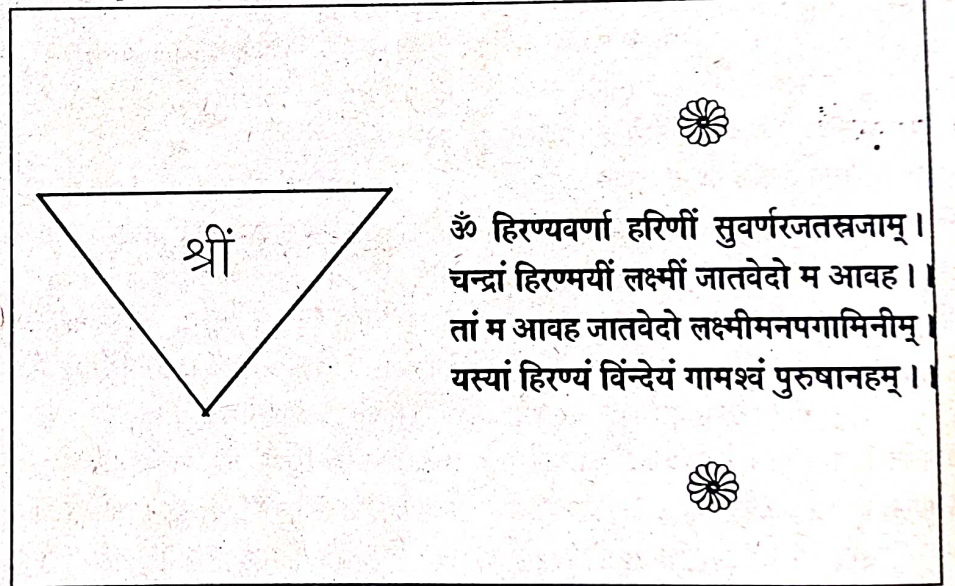 श्रीं
ॐ हिरण्यवर्णा हरिणीं सुवर्णरजतस्रजाम् ।
चन्द्रां हिरण्मयीं लक्ष्मीं जातवेदो म आवह । ।
तां म आवह जातवेदो लक्ष्मीमनपगामिनीम् ।
यस्यां हिरण्यं विंन्देयं गामश्वं पुरुषानहम् । ।